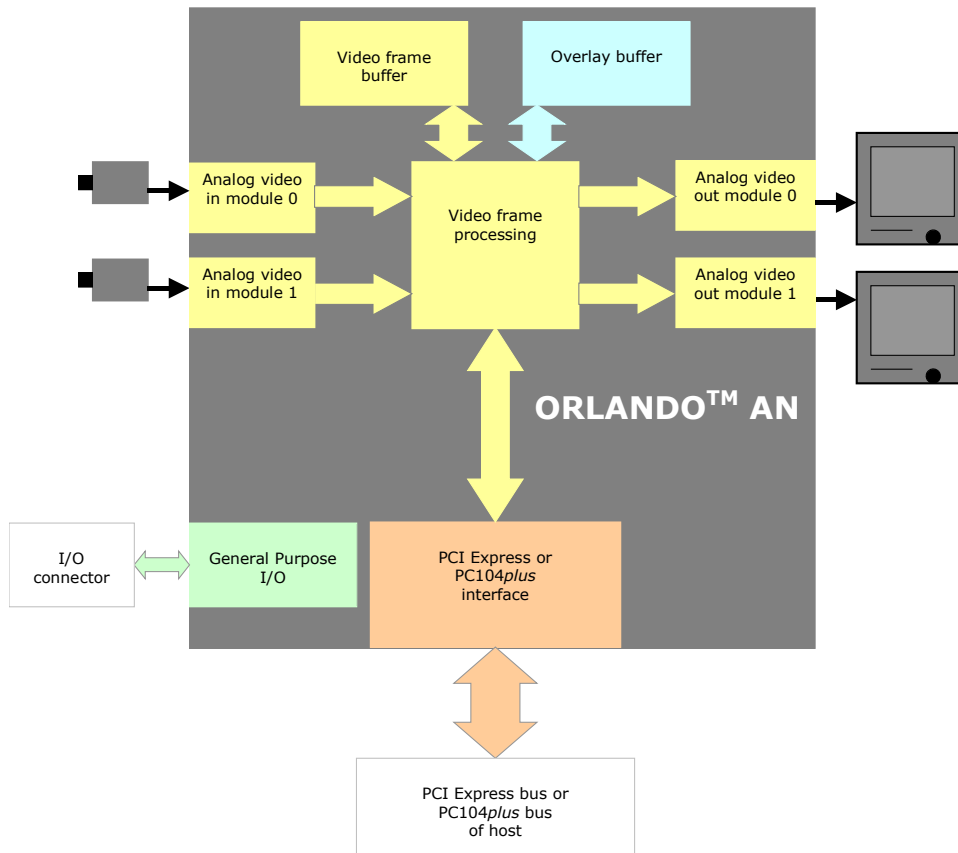 Video frame
buffer
Overlay buffer
Analog video
in module 0
Video frame
processing
Analog video
out module 0
Analog video
in module 1
Analog video
out module 1
ORLANDO™ AN
I/O
connector
General Purpose
I/O
PCI Express or
PC104plus
interface
PCI Express bus or
PC104plus bus
of host